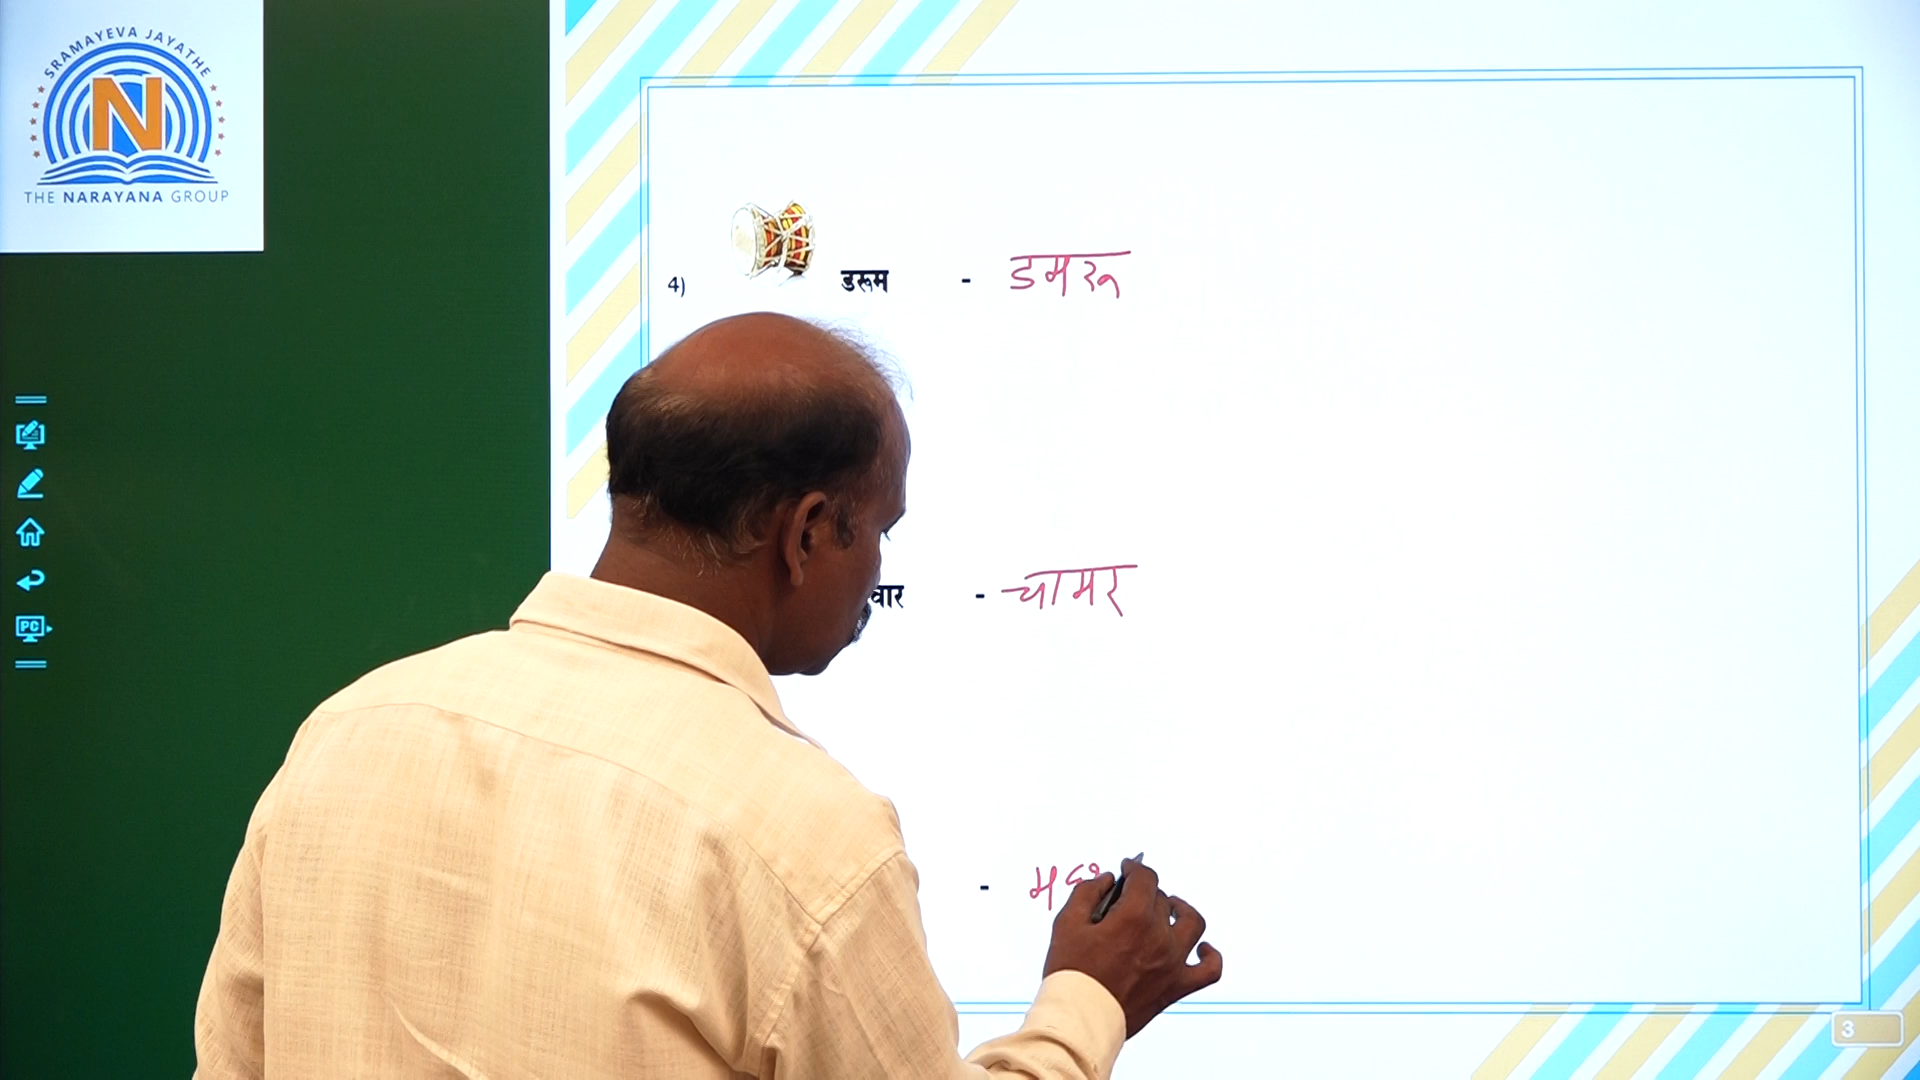 SRAMAYEVA JAYATHE
N
THE NARAYANA GROUP
4) डरूम - डमरू
वार - चामर
-
PC
3